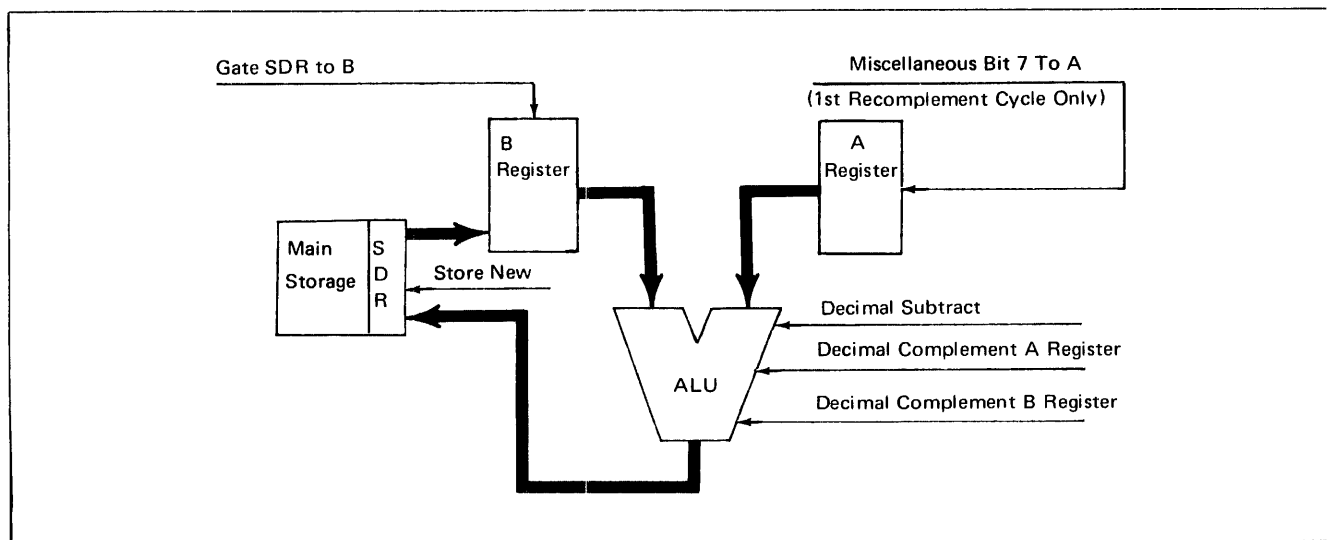 Gate SDR to B
Miscellaneous Bit 7 To A
(1st Recomplement Cycle Only)
B
Register
A
Register
Main
Storage
S
D
R
Store New
Decimal Subtract
Decimal Complement A Register
ALU
Decimal Complement B Register